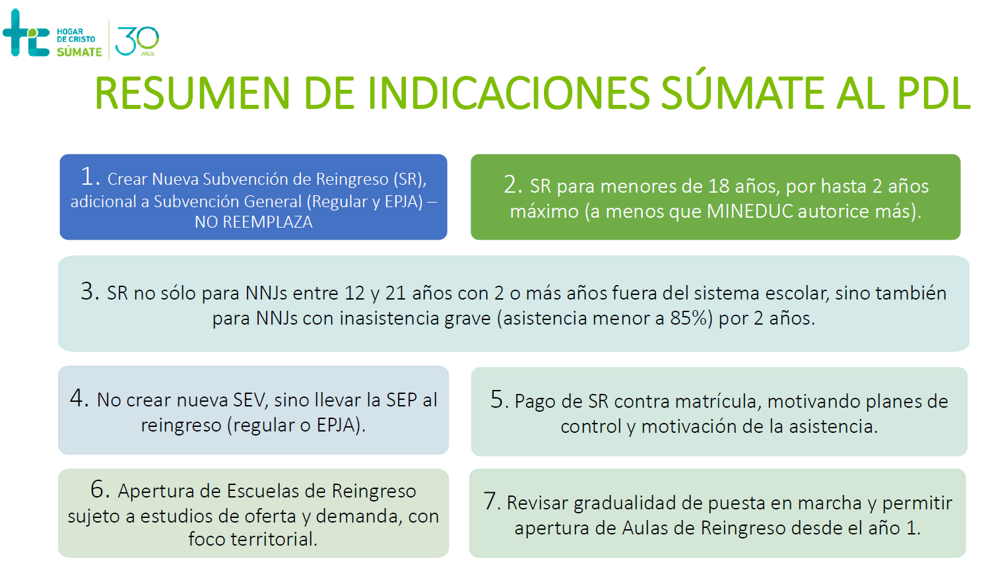 HOGAR
DE CRISTO
SÚMATE
30
AÑOS
RESUMEN DE INDICACIONES SÚMATE AL PDL
1. Crear Nueva Subvención de Reingreso (SR),
adicional a Subvención General (Regular y EPJA) –
NO REEMPLAZA
2. SR para menores de 18 años, por hasta 2 años
máximo (a menos que MINEDUC autorice más).
3. SR no sólo para NNJs entre 12 y 21 años con 2 o más años fuera del sistema escolar, sino también
para NNJs con inasistencia grave (asistencia menor a 85%) por 2 años.
4. No crear nueva SEV, sino llevar la SEP al
reingreso (regular o EPJA).
5. Pago de SR contra matrícula, motivando planes de
control y motivación de la asistencia.
6. Apertura de Escuelas de Reingreso
sujeto a estudios de oferta y demanda, con
foco territorial.
7. Revisar gradualidad de puesta en marcha y permitir
apertura de Aulas de Reingreso desde el año 1.